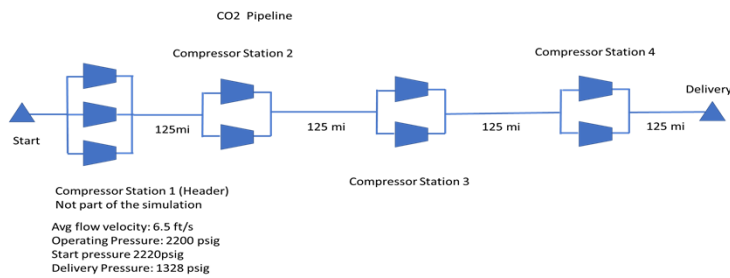 CO2 Pipeline
Compressor Station 2
Compressor Station 4
Delivery
Start
125mi
125 mi
125 mi
125 mi
Compressor Station 3
Compressor Station 1 (Header)
Not part of the simulation
Avg flow velocity: 6.5 ft/s
Operating Pressure: 2200 psig
Start pressure 2220psig
Delivery Pressure: 1328 psig